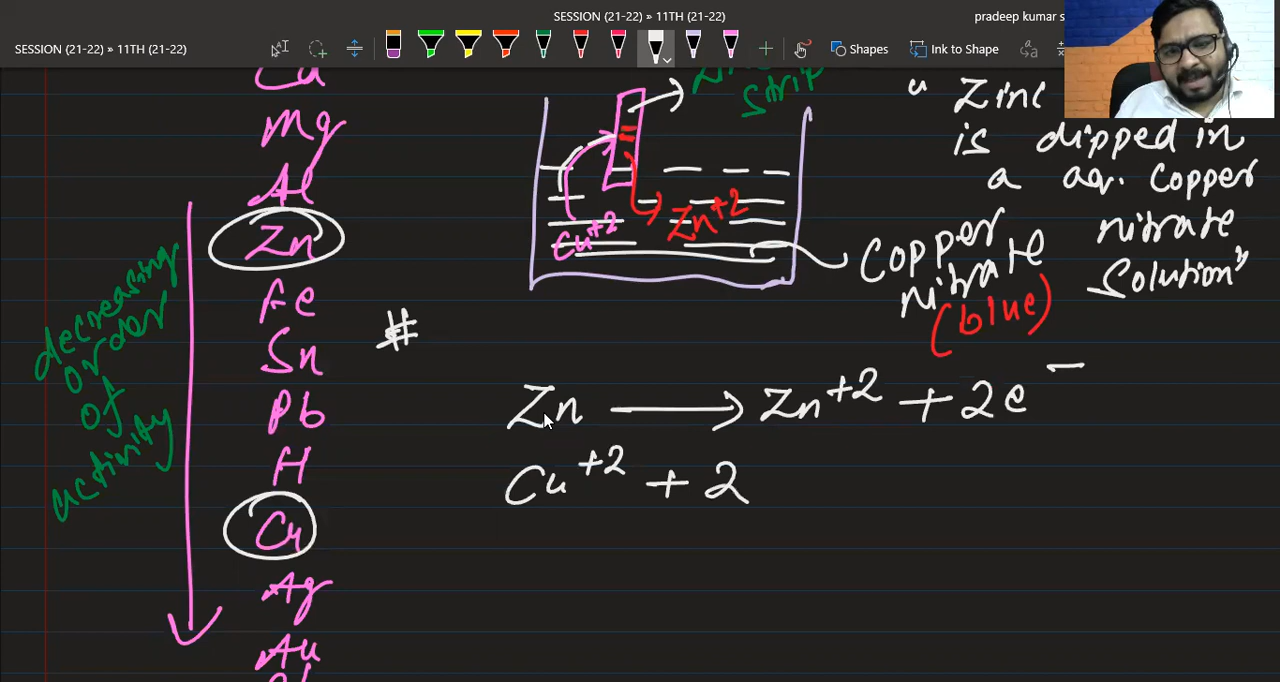 SESSION (21-22) » 11TH (21-22)
pradeep kumar s
SESSION (21-22) » 11TH (21-22)
Shapes
Ink to Shape
Mg
Al
Zn
Fe
Sn
Pb
H
Cu
Ag
Au
decreasing
order
of
activity
strip
Cu+2
Zn+2
Copper
nitrate
(blue)
" Zinc
is dipped in
a aq. Copper
nitrate
Solution"
#
Zn ⟶ Zn+2 + 2e−
Cu+2 + 2